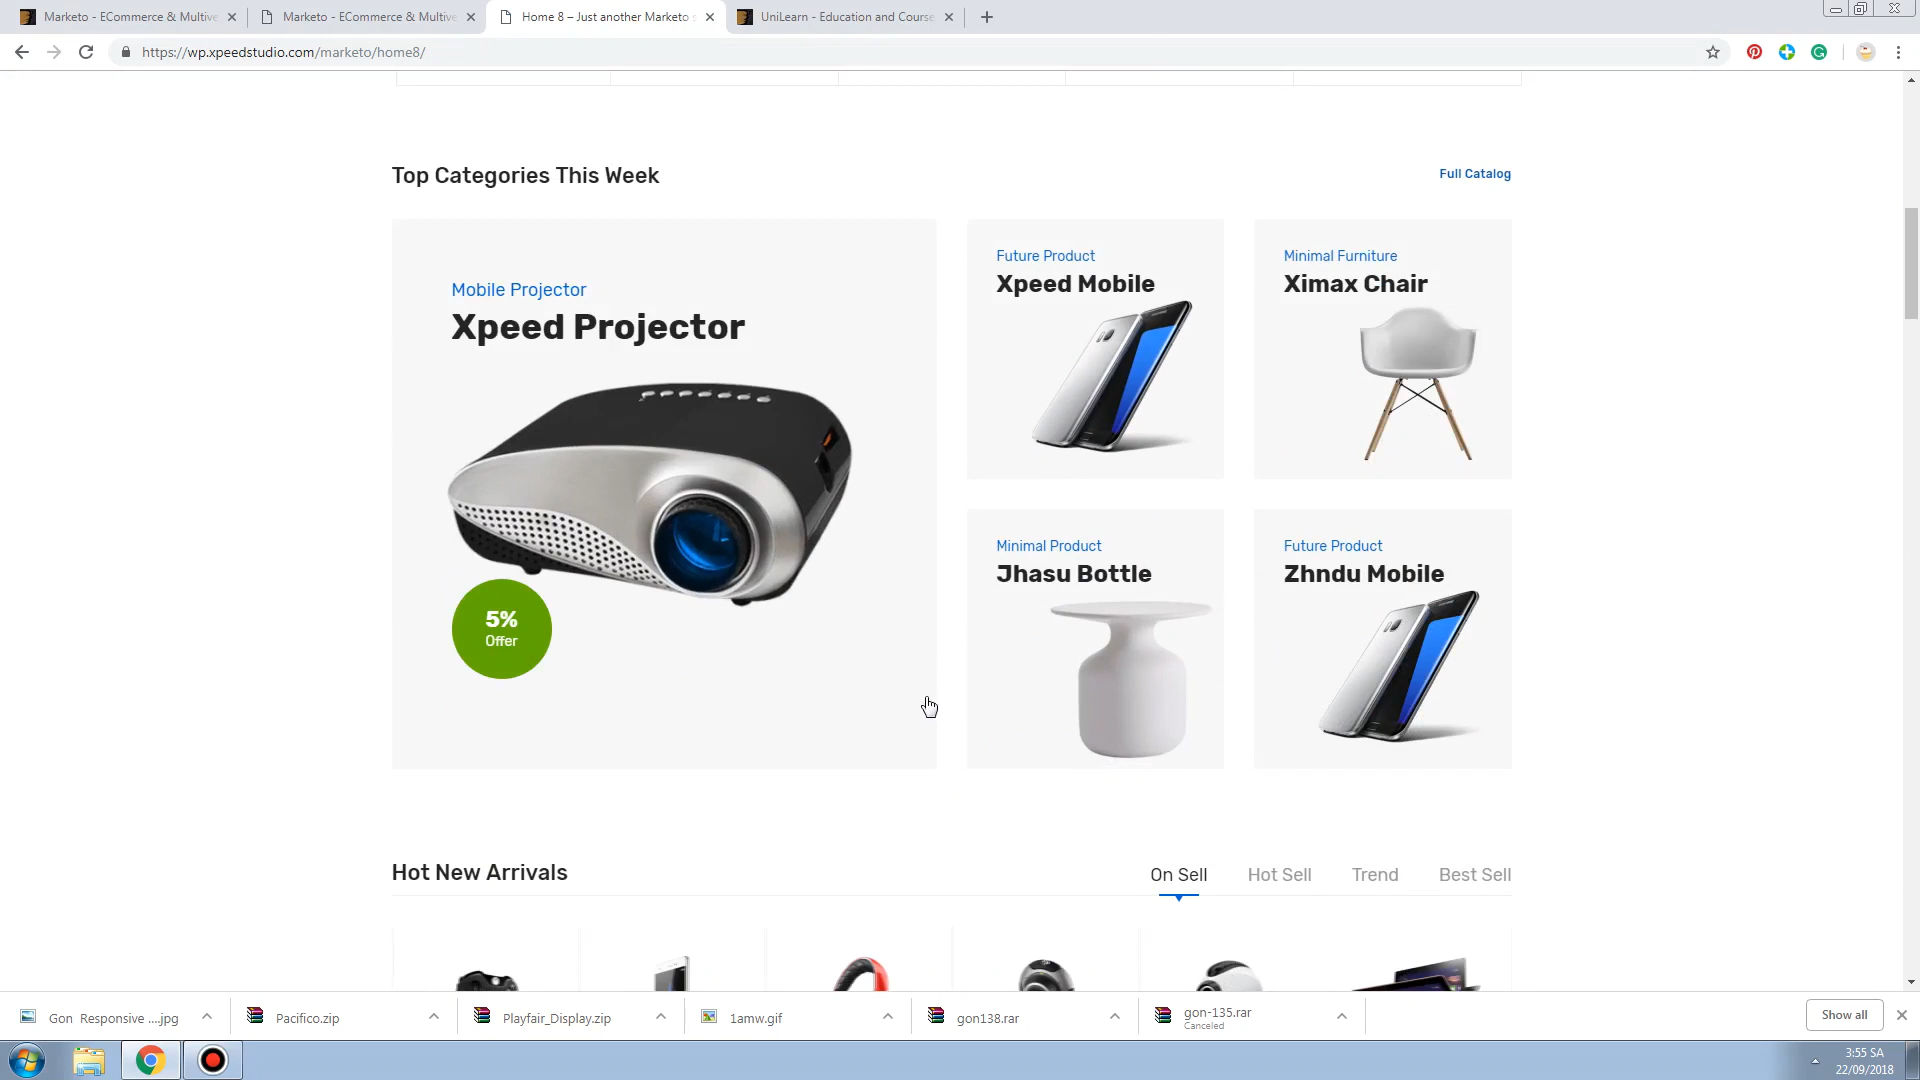 Marketo - ECommerce & Multive
Marketo - ECommerce & Multive
Home 8 – Just another Marketo s
UniLearn - Education and Course
https://wp.xpeedstudio.com/marketo/home8/
Top Categories This Week
Full Catalog
Mobile Projector
Xpeed Projector
5%
Offer
Future Product
Xpeed Mobile
Minimal Furniture
Ximax Chair
Minimal Product
Jhasu Bottle
Future Product
Zhndu Mobile
Hot New Arrivals
On Sell
Hot Sell
Trend
Best Sell
Gon Responsive ....jpg
Pacifico.zip
Playfair_Display.zip
1amw.gif
gon138.rar
gon-135.rar
Canceled
Show all
3:55 SA
22/09/2018